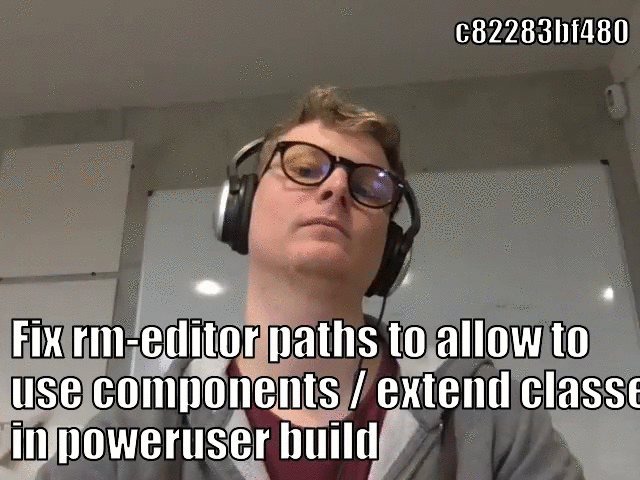 c82283bf480
Fix rm-editor paths to allow to
use components / extend classe
in poweruser build